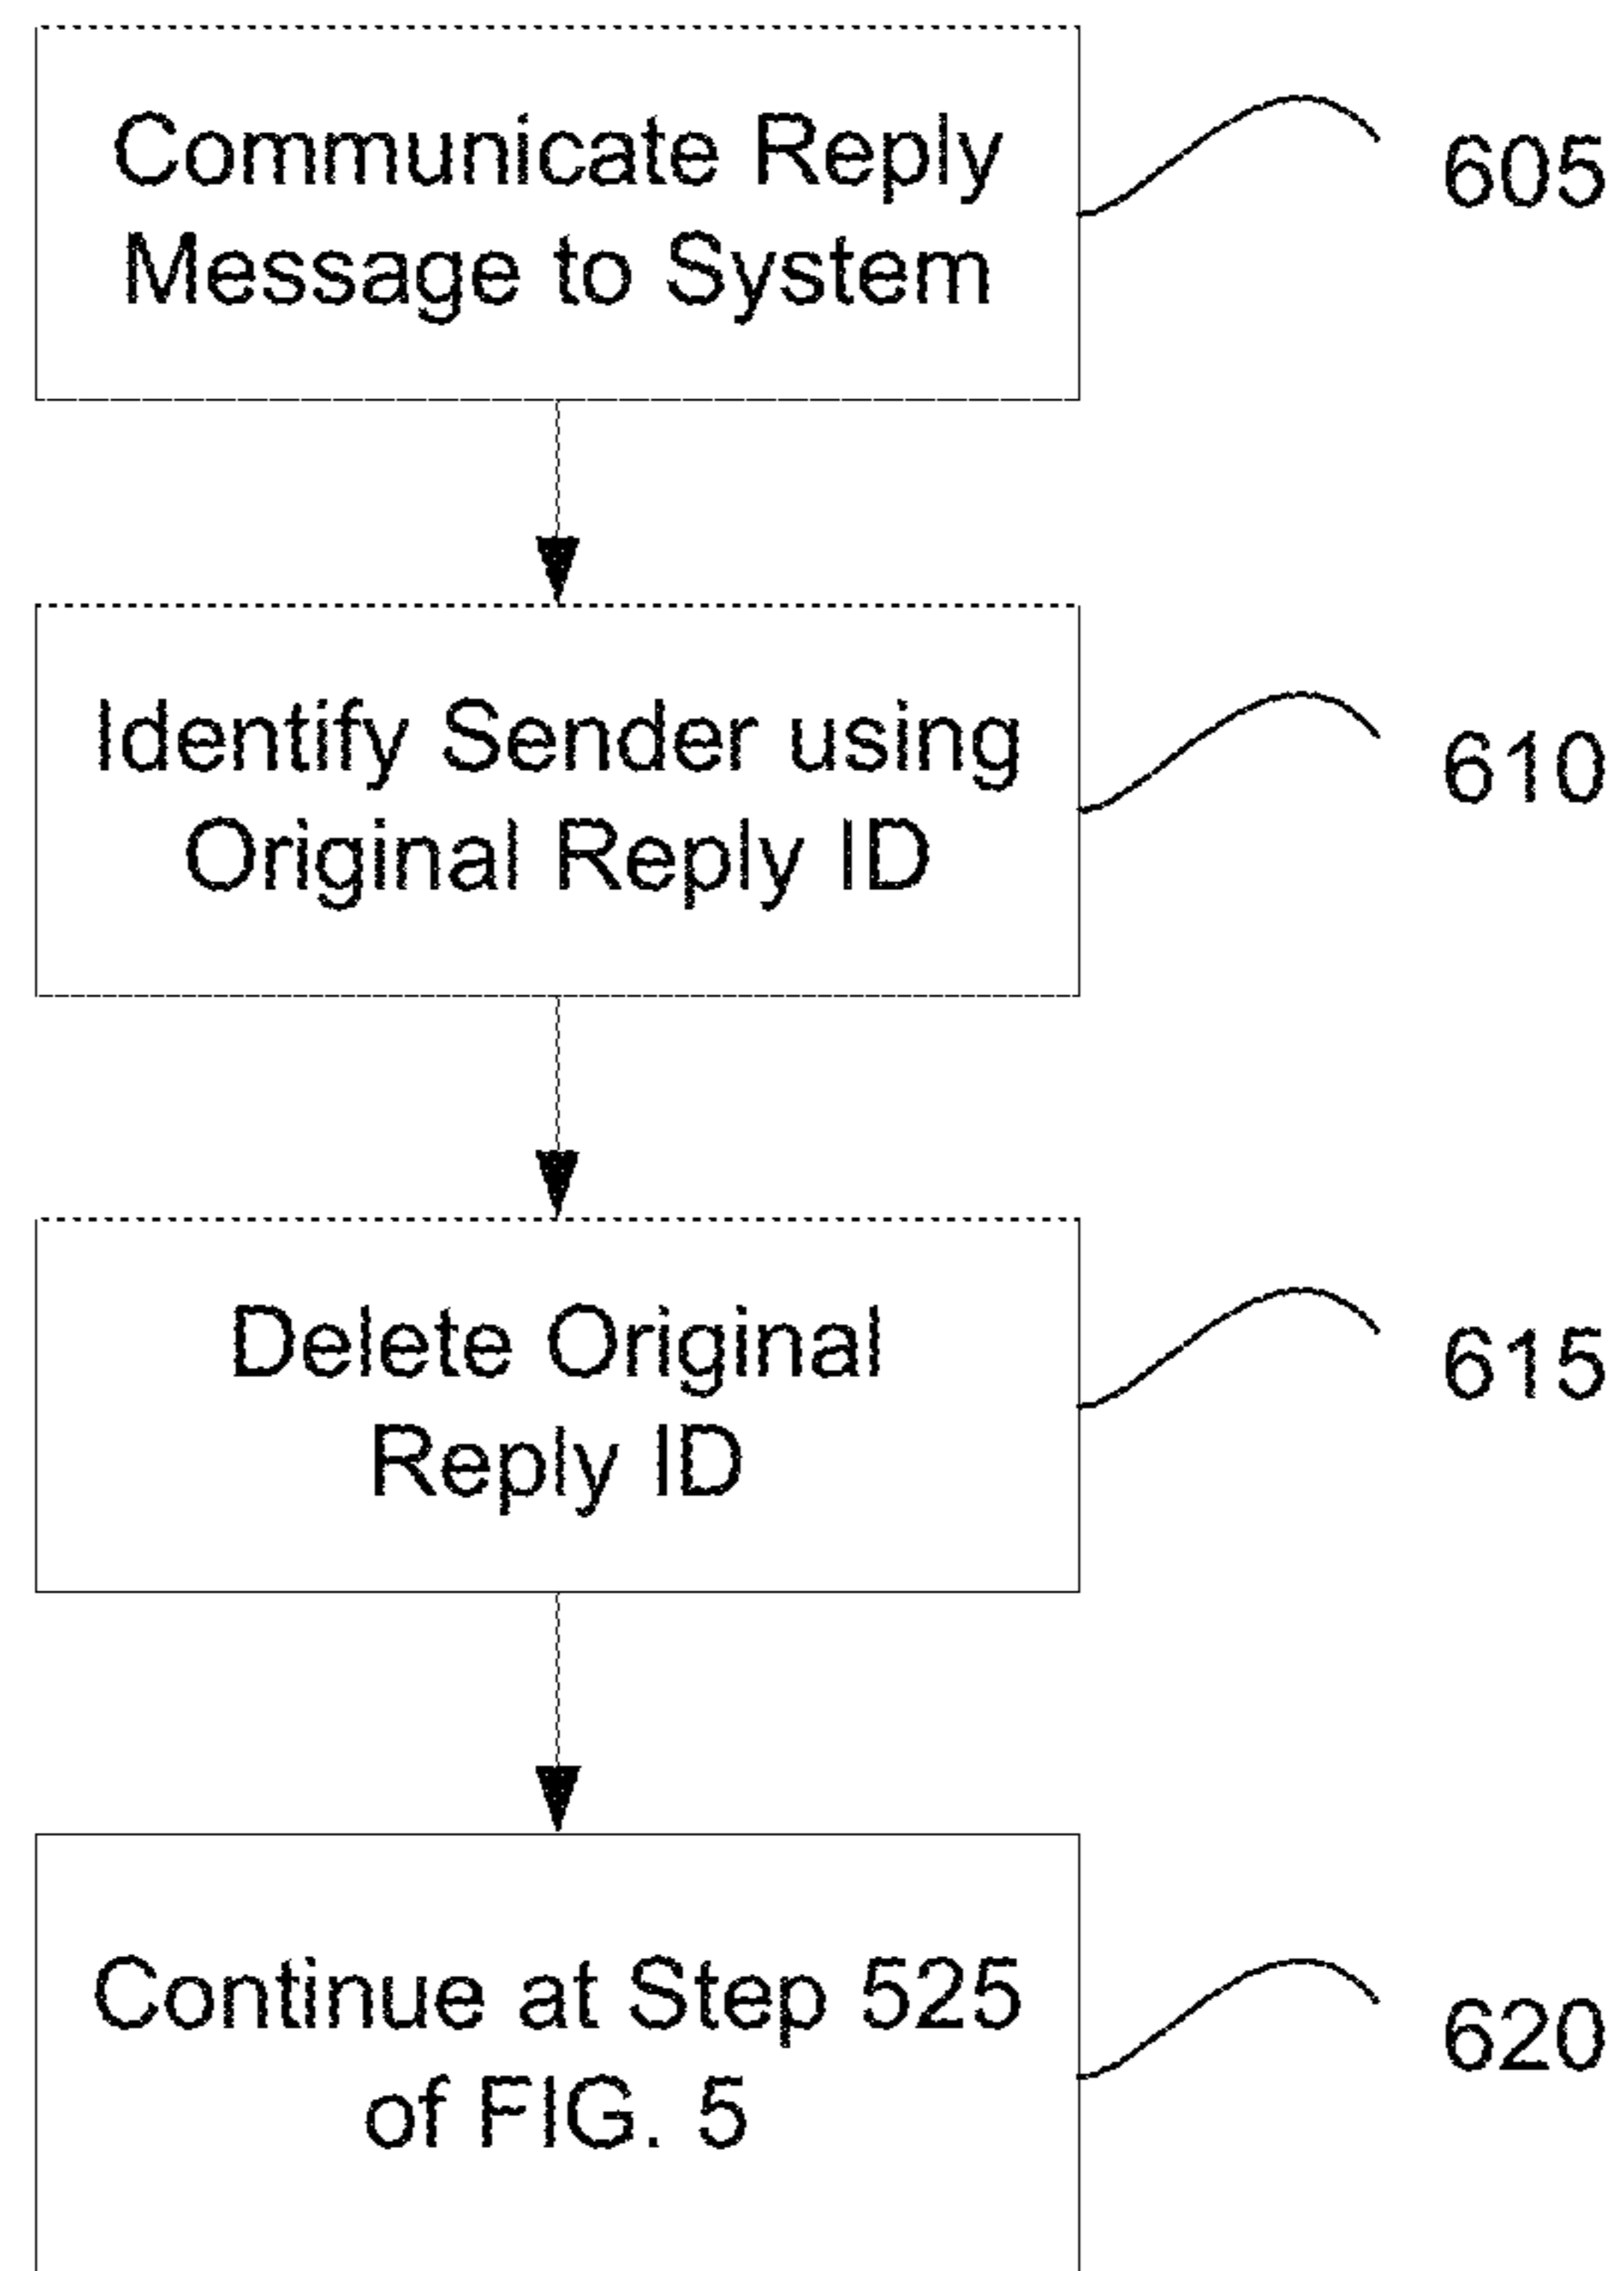 Communicate Reply
Message to System
605
Identify Sender using
Original Reply ID
610
Delete Original
Reply ID
615
Continue at Step 525
of FIG. 5
620